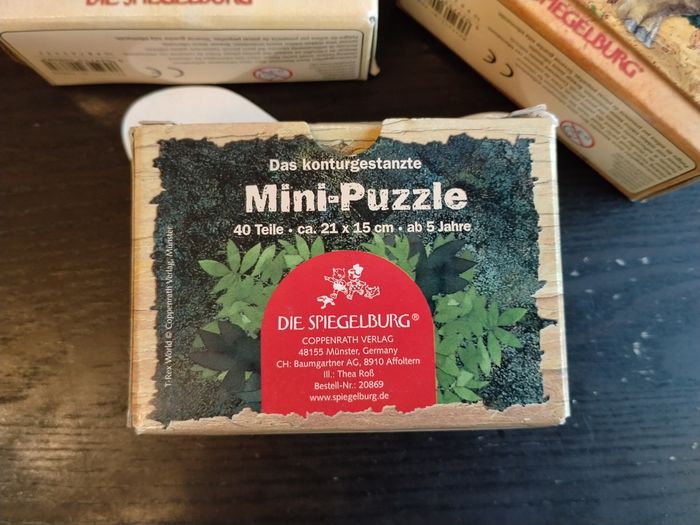 DIE SPIEGELBURG
SPIEGELBURG®
Das konturgestanzte
Mini-Puzzle
40 Teile • ca. 21 x 15 cm • ab 5 Jahre
T-Rex World © Coppenrath Verlag, Münster
DIE SPIEGELBURG®
COPPENRATH VERLAG
48155 Münster, Germany
CH: Baumgartner AG, 8910 Affoltern
Ill.: Thea Roß
Bestell-Nr.: 20869
www.spiegelburg.de